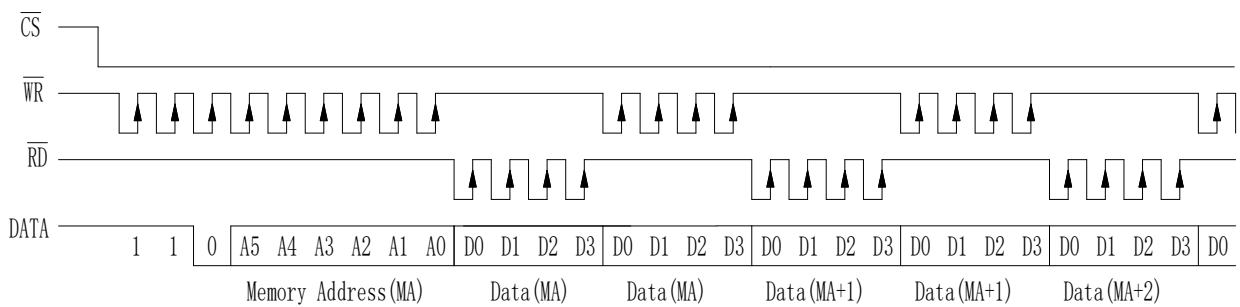 CS
WR
RD
DATA 1 1 0 A5 A4 A3 A2 A1 A0 D0 D1 D2 D3 D0 D1 D2 D3 D0 D1 D2 D3 D0 D1 D2 D3 D0 D1 D2 D3 D0
Memory Address(MA) Data(MA) Data(MA) Data(MA+1) Data(MA+1) Data(MA+2)